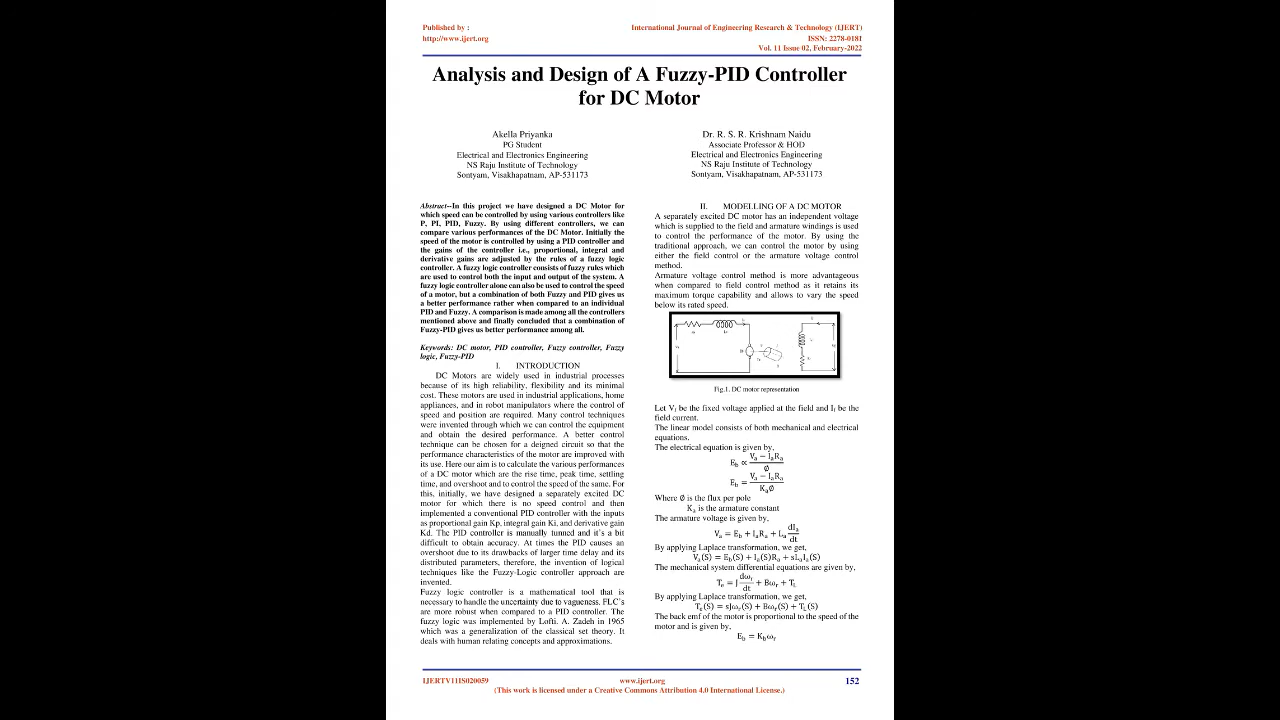 Published by :
http://www.ijert.org
International Journal of Engineering Research & Technology (IJERT)
ISSN: 2278-0181
Vol. 11 Issue 02, February-2022
Analysis and Design of A Fuzzy-PID Controller
for DC Motor
Akella Priyanka
PG Student
Electrical and Electronics Engineering
NS Raju Institute of Technology
Sontyam, Visakhapatnam, AP-531173
Dr. R. S. R. Krishnam Naidu
Associate Professor & HOD
Electrical and Electronics Engineering
NS Raju Institute of Technology
Sontyam, Visakhapatnam, AP-531173
Abstract--In this project we have designed a DC Motor for
which speed can be controlled by using various controllers like
P, PI, PID, Fuzzy. By using different controllers, we can
compare various performances of the DC Motor. Initially the
speed of the motor is controlled by using a PID controller and
the gains of the controller i.e., proportional, integral and
derivative gains are adjusted by the rules of a fuzzy logic
controller. A fuzzy logic controller consists of fuzzy rules which
are used to control both the input and output of the system. A
fuzzy logic controller alone can also be used to control the speed
of a motor, but a combination of both Fuzzy and PID gives us
a better performance rather when compared to an individual
PID and Fuzzy. A comparison is made among all the controllers
mentioned above and finally concluded that a combination of
Fuzzy-PID gives us better performance among all.
Keywords: DC motor, PID controller, Fuzzy controller, Fuzzy
logic, Fuzzy-PID
I. INTRODUCTION
DC Motors are widely used in industrial processes
because of its high reliability, flexibility and its minimal
cost. These motors are used in industrial applications, home
appliances, and in robot manipulators where the control of
speed and position are required. Many control techniques
were invented through which we can control the equipment
and obtain the desired performance. A better control
technique can be chosen for a deigned circuit so that the
performance characteristics of the motor are improved with
its use. Here our aim is to calculate the various performances
of a DC motor which are the rise time, peak time, settling
time, and overshoot and to control the speed of the same. For
this, initially, we have designed a separately excited DC
motor for which there is no speed control and then
implemented a conventional PID controller with the inputs
as proportional gain Kp, integral gain Ki, and derivative gain
Kd. The PID controller is manually tunned and it's a bit
difficult to obtain accuracy. At times the PID causes an
overshoot due to its drawbacks of larger time delay and its
distributed parameters, therefore, the invention of logical
techniques like the Fuzzy-Logic controller approach are
invented.
Fuzzy logic controller is a mathematical tool that is
necessary to handle the uncertainty due to vagueness. FLC's
are more robust when compared to a PID controller. The
fuzzy logic was implemented by Lofti. A. Zadeh in 1965
which was a generalization of the classical set theory. It
deals with human relating concepts and approximations.
II. MODELLING OF A DC MOTOR
A separately excited DC motor has an independent voltage
which is supplied to the field and armature windings is used
to control the performance of the motor. By using the
traditional approach, we can control the motor by using
either the field control or the armature voltage control
method.
Armature voltage control method is more advantageous
when compared to field control method as it retains its
maximum torque capability and allows to vary the speed
below its rated speed.
Fig.1. DC motor representation
Let Vf be the fixed voltage applied at the field and If be the
field current.
The linear model consists of both mechanical and electrical
equations.
The electrical equation is given by,
Eb ∝ (Va − IaRa)/∅
Eb = (Va − IaRa)/(Ka∅)
Where ∅ is the flux per pole
Ka is the armature constant
The armature voltage is given by,
Va = Eb + IaRa + La dIa/dt
By applying Laplace transformation, we get,
Va(S) = Eb(S) + Ia(S)Ra + sLaIa(S)
The mechanical system differential equations are given by,
Te = J dωr/dt + Bωr + TL
By applying Laplace transformation, we get,
Te(S) = sJωr(S) + Bωr(S) + TL(S)
The back emf of the motor is proportional to the speed of the
motor and is given by,
Eb = Kbωr
IJERTV11IS020059
www.ijert.org
152
(This work is licensed under a Creative Commons Attribution 4.0 International License.)